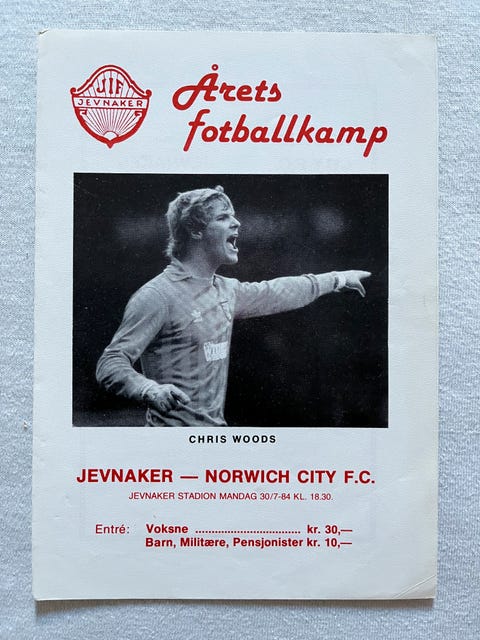 JIF
JEVNAKER
Årets
fotballkamp
CHRIS WOODS
JEVNAKER — NORWICH CITY F.C.
JEVNAKER STADION MANDAG 30/7-84 KL. 18.30.
Entré: Voksne ................................ kr. 30,—
Barn, Militære, Pensjonister kr. 10,—